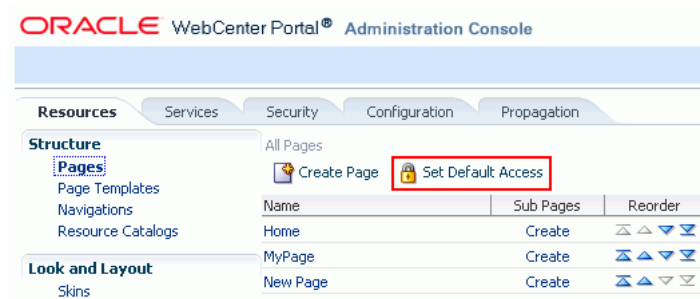 ORACLE WebCenter Portal® Administration Console
Resources Services Security Configuration Propagation
Structure
Pages
Page Templates
Navigations
Resource Catalogs
Look and Layout
Skins
All Pages
Create Page Set Default Access
Name Sub Pages Reorder
Home Create
MyPage Create
New Page Create